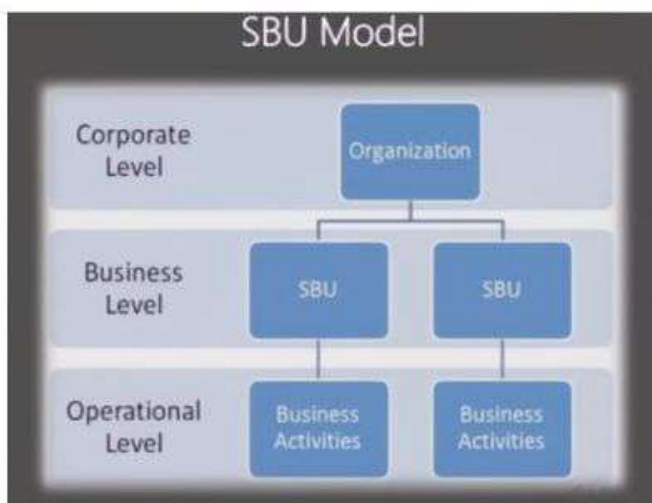 SBU Model
Corporate
Level
Organization
Business
Level
SBU
SBU
Operational
Level
Business
Activities
Business
Activities